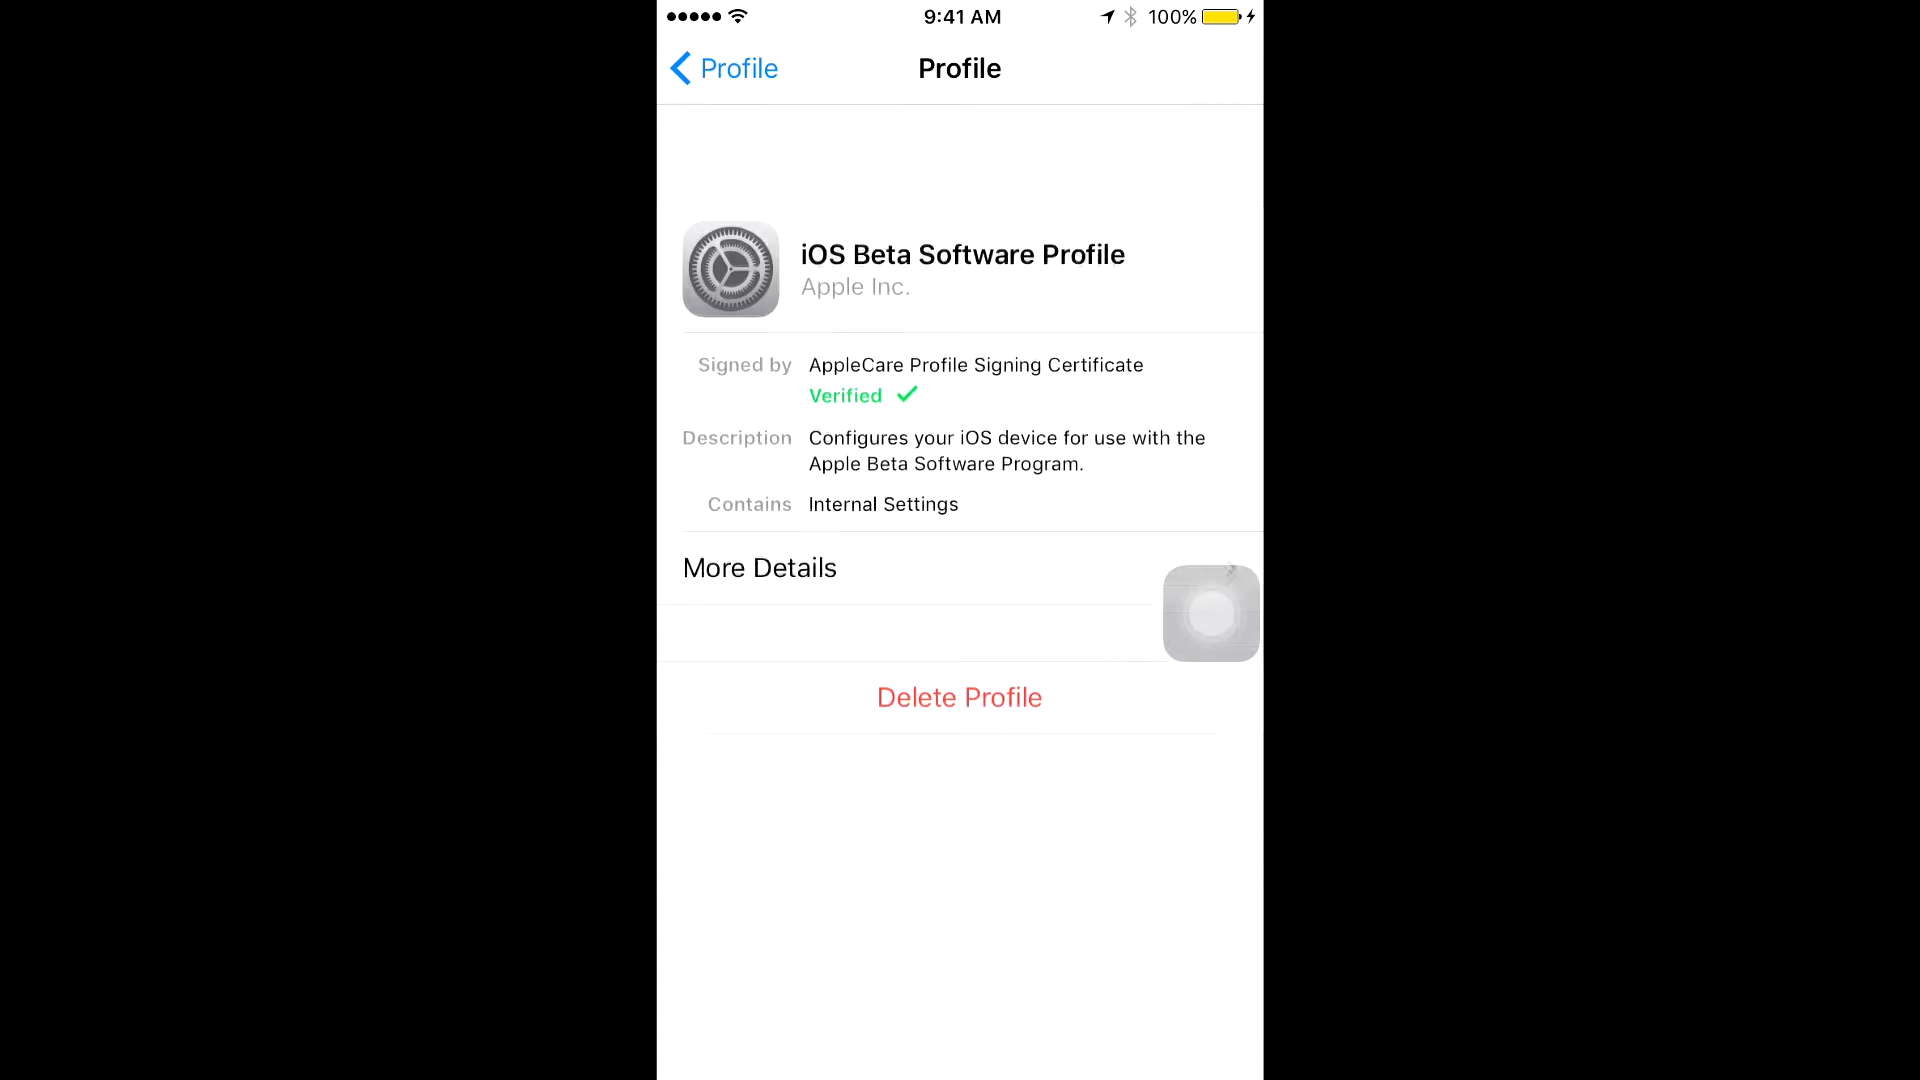 9:41 AM
100%
Profile
Profile
iOS Beta Software Profile
Apple Inc.
Signed by
AppleCare Profile Signing Certificate
Verified
Description
Configures your iOS device for use with the
Apple Beta Software Program.
Contains
Internal Settings
More Details
Delete Profile